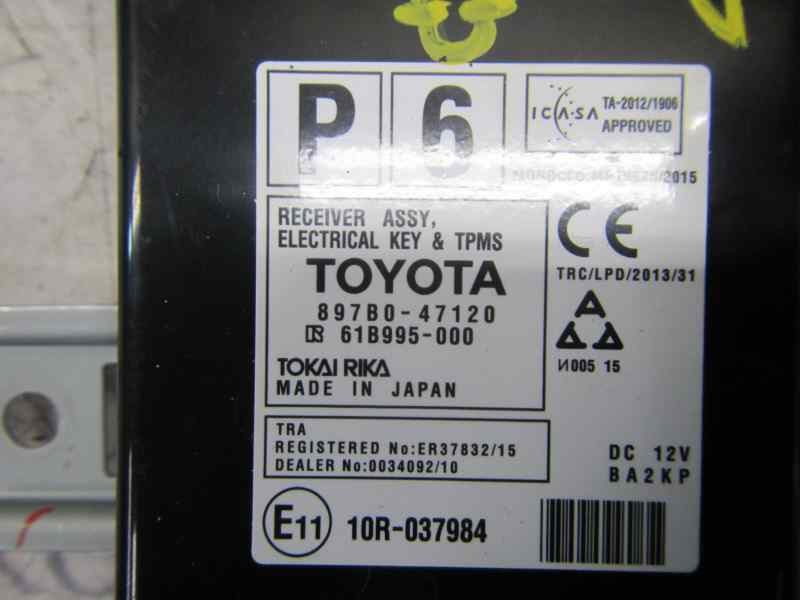 P 6
ICASA TA-2012/1906
APPROVED
2015
RECEIVER ASSY,
ELECTRICAL KEY & TPMS
TOYOTA
897B0-47120
61B995-000
TOKAI RIKA
MADE IN JAPAN
CE
TRC/LPD/2013/31
И005 15
TRA
REGISTERED No:ER37832/15
DEALER No:0034092/10
DC 12V
BA2KP
E11 10R-037984